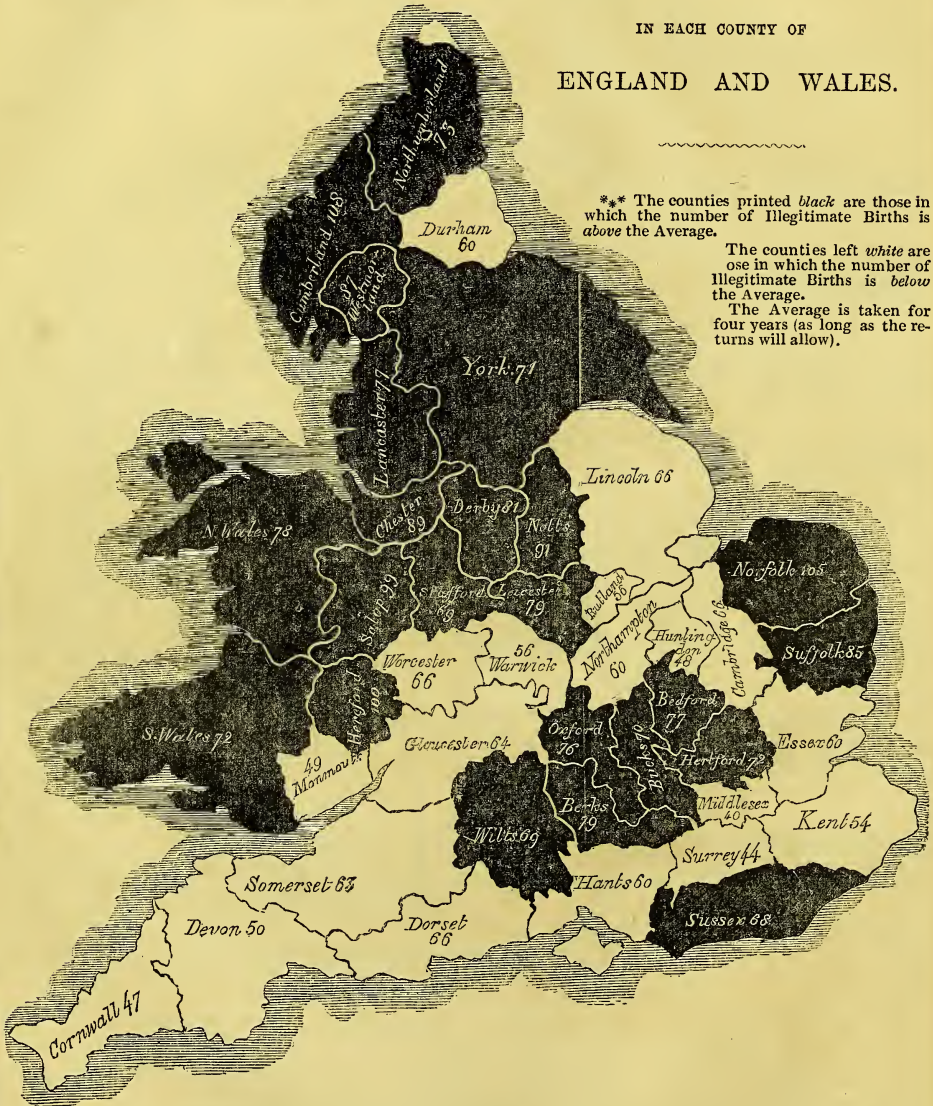 IN EACH COUNTY OF
ENGLAND AND WALES.
*** The counties printed black are those in
which the number of Illegitimate Births is
above the Average.
The counties left white are
ose in which the number of
Illegitimate Births is below
the Average.
The Average is taken for
four years (as long as the re-
turns will allow).
Northumberland
73
Cumberland 108
Durham
60
Westmor
land
York 71
Lancaster 77
Lincoln 66
Chester
89
Derby 81
Notts
91
N. Wales 78
Norfolk 105
Salop 99
Stafford
69
Leicester
79
Rutland
56
Northampton
60
Hunting
don
48
Cambridge 66
Suffolk 85
Worcester
66
56
Warwick
Bedford
77
S. Wales 72
Hereford
100
Oxford
76
Bucks 70
Essex 60
49
Monmouth
Gloucester 64
Hertford 72
Berks
79
Middlesex
40
Kent 54
Wilts 69
Surrey 44
Somerset 63
Hants 60
Devon 50
Dorset
66
Sussex 68
Cornwall 47